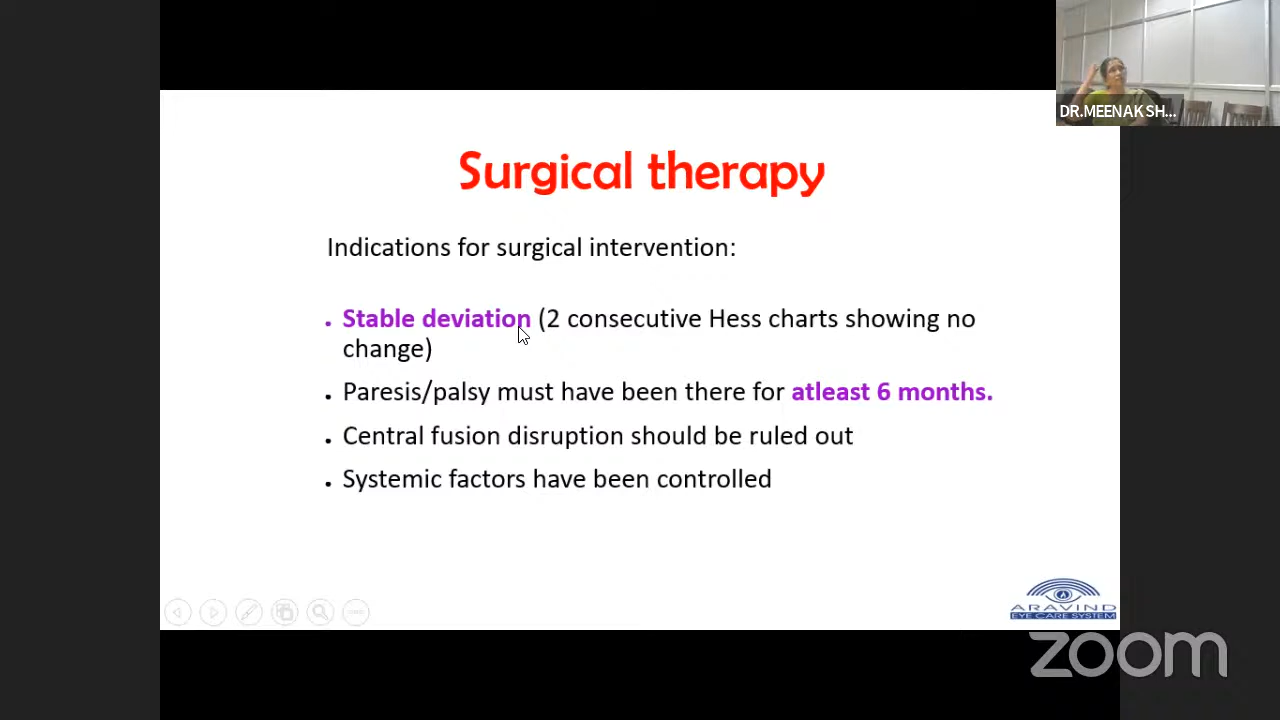 DR.MEENAKSH...
Surgical therapy
Indications for surgical intervention:
• Stable deviation (2 consecutive Hess charts showing no
change)
• Paresis/palsy must have been there for atleast 6 months.
• Central fusion disruption should be ruled out
• Systemic factors have been controlled
ARAVIND
EYE CARE SYSTEM
zoom